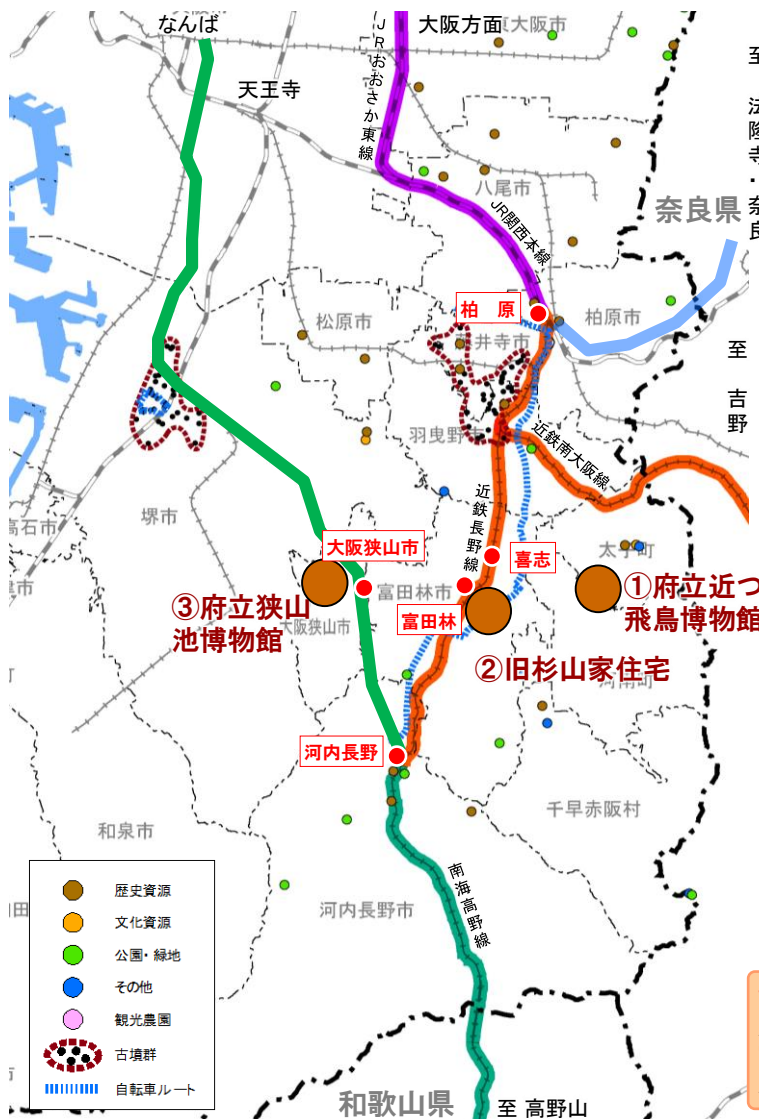 なんば
大阪方面
東大阪市
天王寺
JRおおさか東線
至 法隆寺・奈良
八尾市
奈良県
JR関西本線
柏 原
柏原市
松原市
井寺市
至 吉野
羽曳野
近鉄南大阪線
近鉄長野線
高石市
堺市
大阪狭山市
喜志
太子町
富田林市
①府立近つ
飛鳥博物館
③府立狭山
池博物館
大阪狭山市
富田林
②旧杉山家住宅
河南町
河内長野
千早赤阪村
和泉市
河内長野市
南海高野線
歴史資源
文化資源
公園・緑地
その他
観光農園
古墳群
自転車ルート
和歌山県
至 高野山